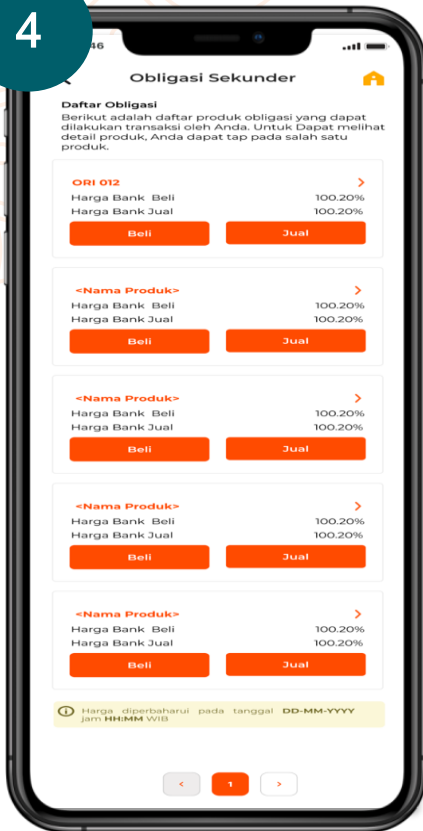 4
46
Obligasi Sekunder
Daftar Obligasi
Berikut adalah daftar produk obligasi yang dapat
dilakukan transaksi oleh Anda. Untuk Dapat melihat
detail produk, Anda dapat tap pada salah satu
produk.
ORI 012 >
Harga Bank Beli 100.20%
Harga Bank Jual 100.20%
Beli Jual
<Nama Produk> >
Harga Bank Beli 100.20%
Harga Bank Jual 100.20%
Beli Jual
<Nama Produk> >
Harga Bank Beli 100.20%
Harga Bank Jual 100.20%
Beli Jual
<Nama Produk> >
Harga Bank Beli 100.20%
Harga Bank Jual 100.20%
Beli Jual
<Nama Produk> >
Harga Bank Beli 100.20%
Harga Bank Jual 100.20%
Beli Jual
Harga diperbaharui pada tanggal DD-MM-YYYY
jam HH:MM WIB
< 1 >